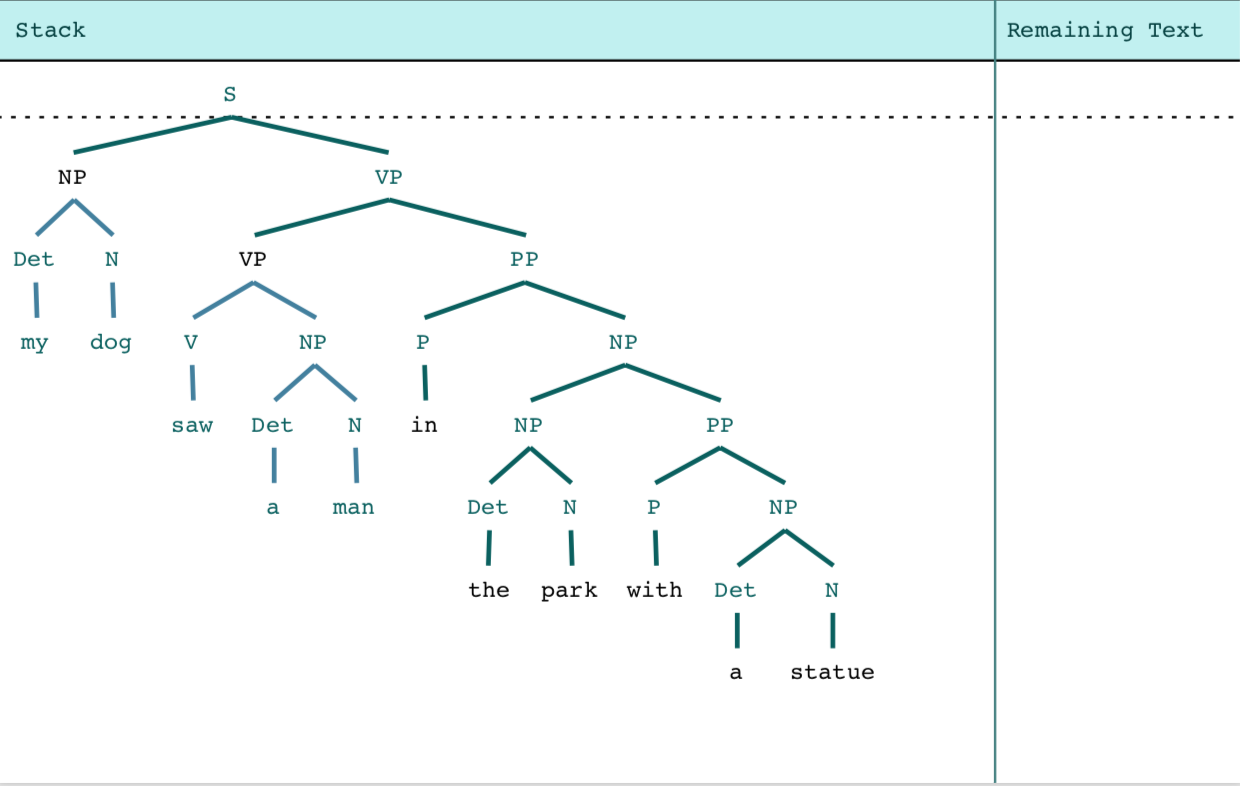 Stack Remaining Text
S
NP VP
Det N VP PP
my dog V NP P NP
saw Det N in NP PP
a man Det N P NP
the park with Det N
a statue